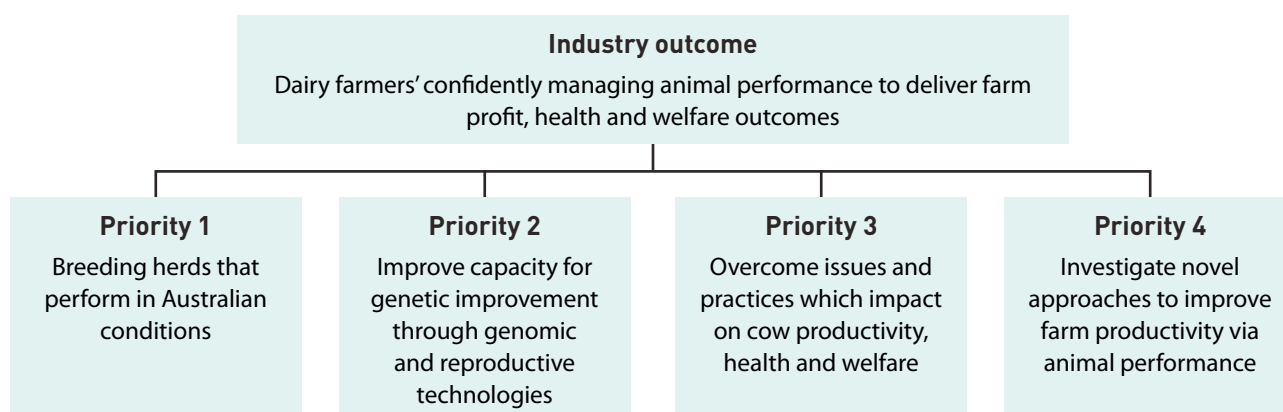 Industry outcome
Dairy farmers’ confidently managing animal performance to deliver farm
profit, health and welfare outcomes
Priority 1
Breeding herds that
perform in Australian
conditions
Priority 2
Improve capacity for
genetic improvement
through genomic
and reproductive
technologies
Priority 3
Overcome issues and
practices which impact
on cow productivity,
health and welfare
Priority 4
Investigate novel
approaches to improve
farm productivity via
animal performance